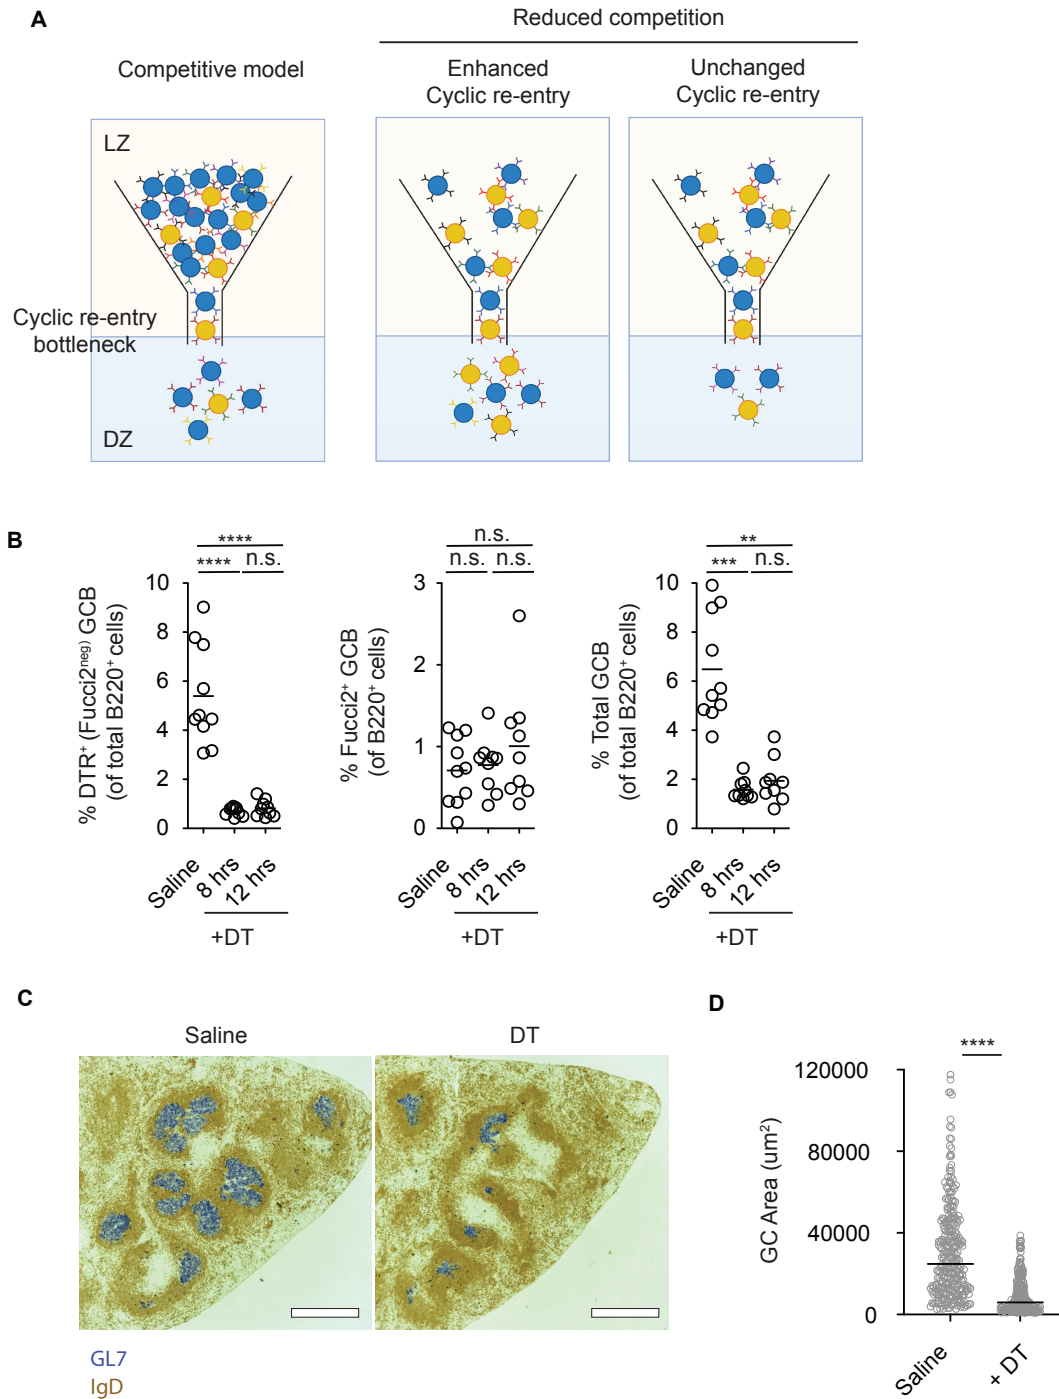 A
Reduced competition
Competitive model
Enhanced
Cyclic re-entry
Unchanged
Cyclic re-entry
LZ
Cyclic re-entry
bottleneck
DZ
B
% DTR⁺ (Fucci2ⁿᵉᵍ⁾ GCB
(of total B220⁺ cells)
****
**** n.s.
10
8
6
4
2
0
Saline
8 hrs
12 hrs
+DT
% Fucci2⁺ GCB
(of B220⁺ cells)
n.s.
n.s. n.s.
3
2
1
0
Saline
8 hrs
12 hrs
+DT
% Total GCB
(of total B220⁺ cells)
**
*** n.s.
10
8
6
4
2
0
Saline
8 hrs
12 hrs
+DT
C
Saline
DT
GL7
IgD
D
****
GC Area (um²)
120000
80000
40000
0
Saline
+ DT